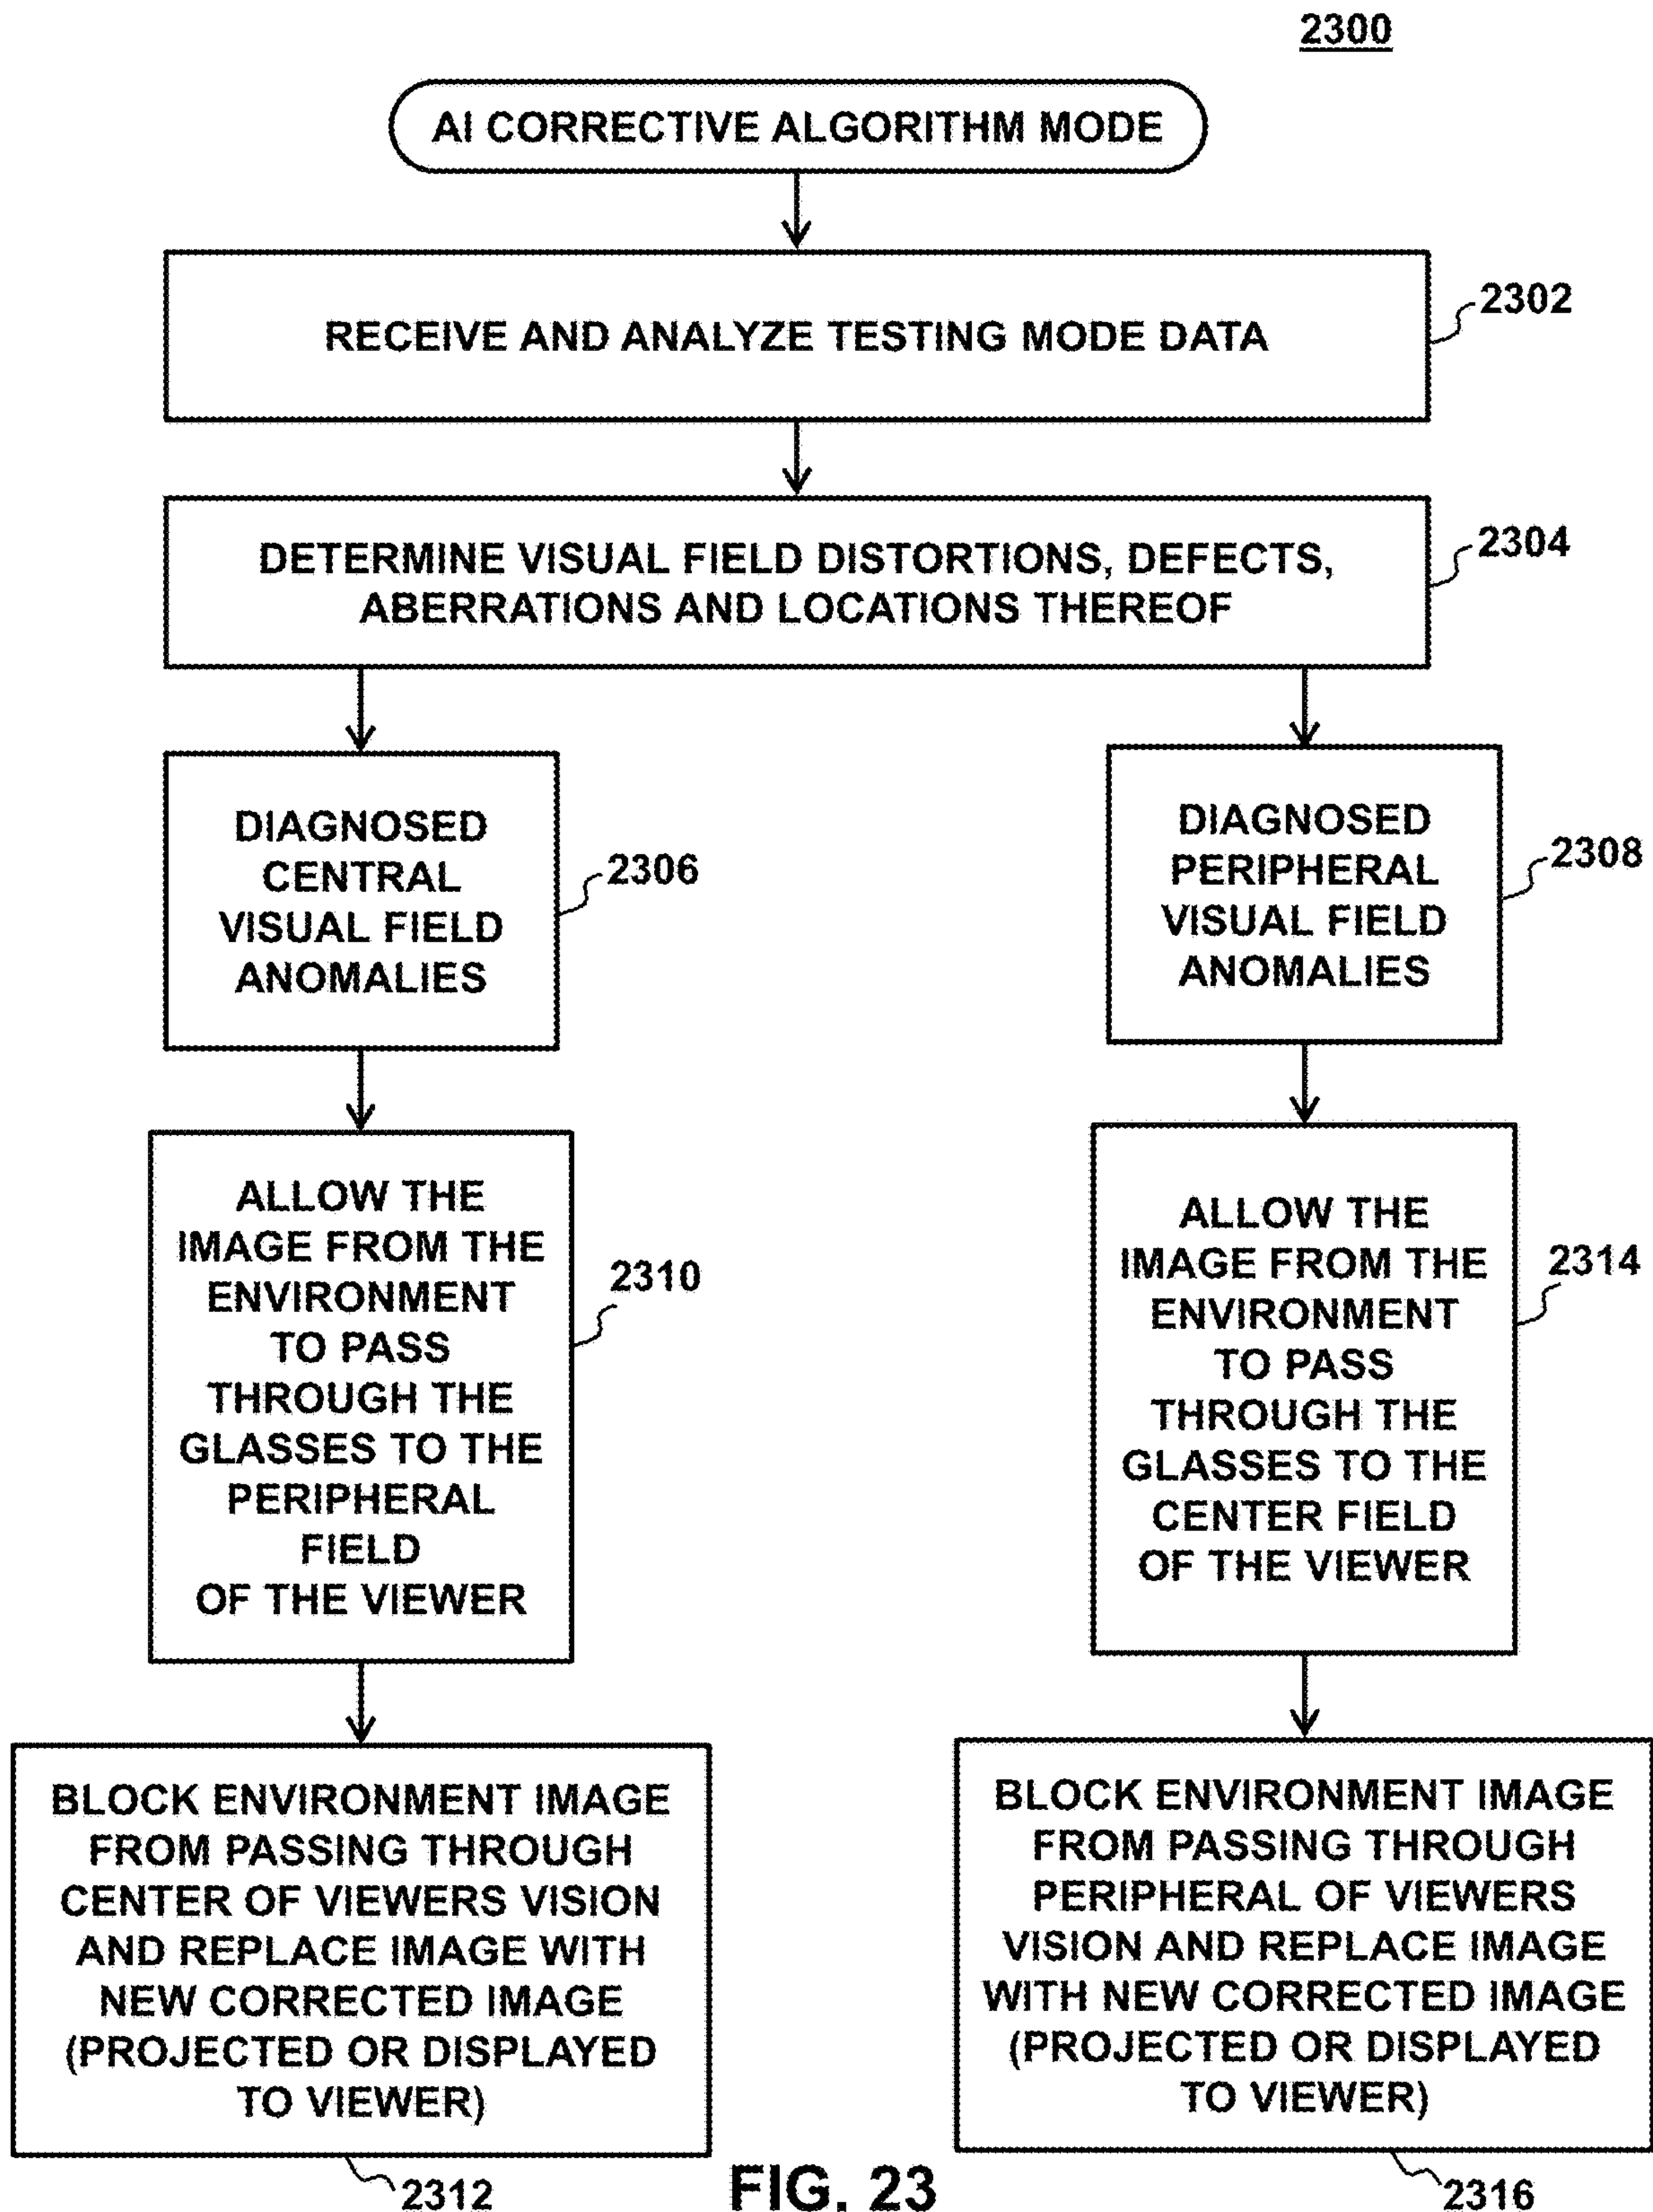 2300
AI CORRECTIVE ALGORITHM MODE
RECEIVE AND ANALYZE TESTING MODE DATA
2302
DETERMINE VISUAL FIELD DISTORTIONS, DEFECTS,
ABERRATIONS AND LOCATIONS THEREOF
2304
DIAGNOSED
CENTRAL
VISUAL FIELD
ANOMALIES
2306
DIAGNOSED
PERIPHERAL
VISUAL FIELD
ANOMALIES
2308
ALLOW THE
IMAGE FROM THE
ENVIRONMENT
TO PASS
THROUGH THE
GLASSES TO THE
PERIPHERAL
FIELD
OF THE VIEWER
2310
ALLOW THE
IMAGE FROM THE
ENVIRONMENT
TO PASS
THROUGH THE
GLASSES TO THE
CENTER FIELD
OF THE VIEWER
2314
BLOCK ENVIRONMENT IMAGE
FROM PASSING THROUGH
CENTER OF VIEWERS VISION
AND REPLACE IMAGE WITH
NEW CORRECTED IMAGE
(PROJECTED OR DISPLAYED
TO VIEWER)
2312
BLOCK ENVIRONMENT IMAGE
FROM PASSING THROUGH
PERIPHERAL OF VIEWERS
VISION AND REPLACE IMAGE
WITH NEW CORRECTED IMAGE
(PROJECTED OR DISPLAYED
TO VIEWER)
2316
FIG. 23